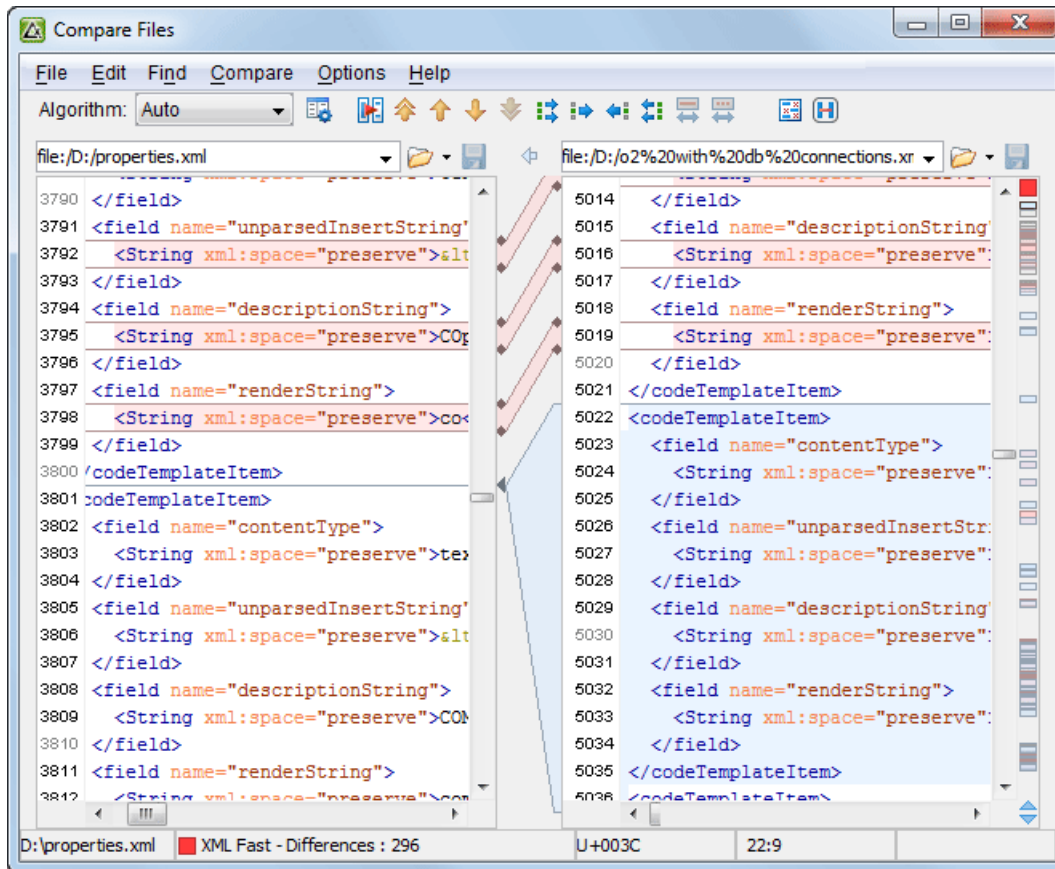 Compare Files
File Edit Find Compare Options Help
Algorithm: Auto
file:/D:/properties.xml
3790 </field>
3791 <field name="unparsedInsertString"
3792 <String xml:space="preserve">&lt
3793 </field>
3794 <field name="descriptionString">
3795 <String xml:space="preserve">COp
3796 </field>
3797 <field name="renderString">
3798 <String xml:space="preserve">co<
3799 </field>
3800 /codeTemplateItem>
3801 codeTemplateItem>
3802 <field name="contentType">
3803 <String xml:space="preserve">tex
3804 </field>
3805 <field name="unparsedInsertString"
3806 <String xml:space="preserve">&lt
3807 </field>
3808 <field name="descriptionString">
3809 <String xml:space="preserve">COM
3810 </field>
3811 <field name="renderString">
3812 <String xml:space="preserve">com
file:/D:/o2%20with%20db%20connections.xm
5014 </field>
5015 <field name="descriptionString"
5016 <String xml:space="preserve"
5017 </field>
5018 <field name="renderString">
5019 <String xml:space="preserve"
5020 </field>
5021 </codeTemplateItem>
5022 <codeTemplateItem>
5023 <field name="contentType">
5024 <String xml:space="preserve"
5025 </field>
5026 <field name="unparsedInsertStri
5027 <String xml:space="preserve"
5028 </field>
5029 <field name="descriptionString"
5030 <String xml:space="preserve"
5031 </field>
5032 <field name="renderString">
5033 <String xml:space="preserve"
5034 </field>
5035 </codeTemplateItem>
5036 <codeTemplateItem>
D:\properties.xml XML Fast - Differences : 296 U+003C 22:9